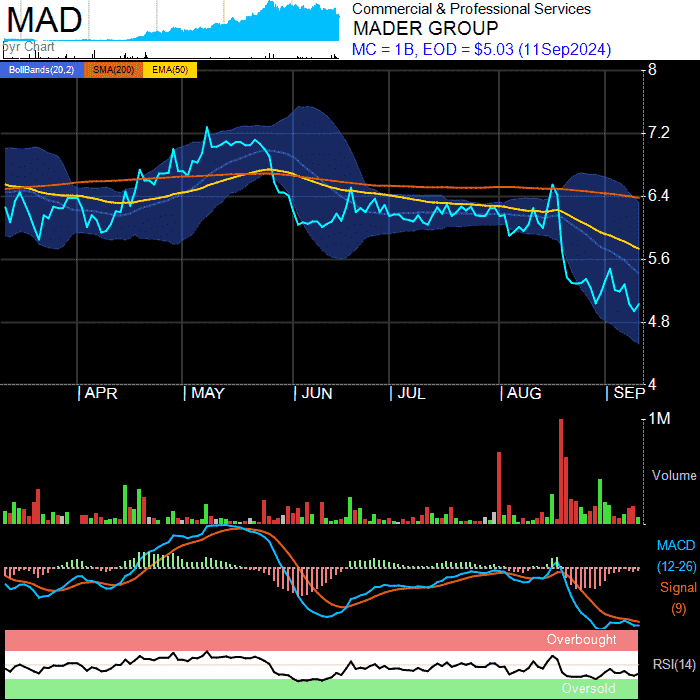 MAD
Commercial & Professional Services
MADER GROUP
MC = 1B, EOD = $5.03 (11Sep2024)
5yr Chart
BollBands(20,2) SMA(200) EMA(50)
8
7.2
6.4
5.6
4.8
4
APR MAY JUN JUL AUG SEP
1M
Volume
MACD
(12-26)
Signal
(9)
Overbought
RSI(14)
Oversold